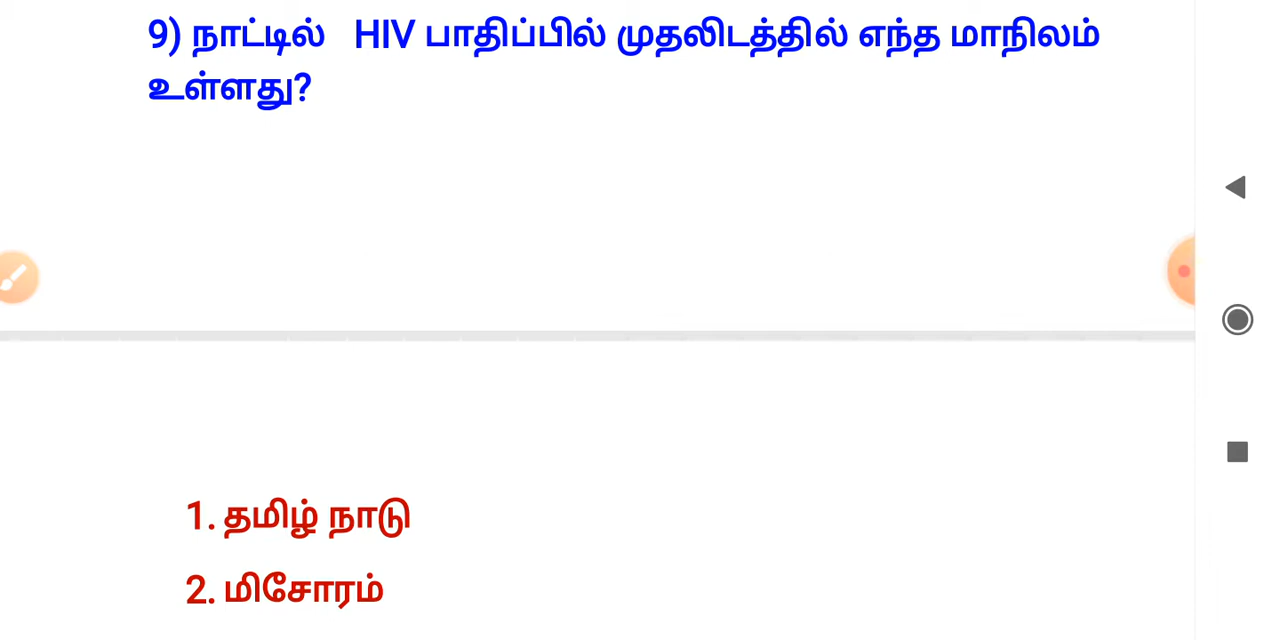 9) நாட்டில் HIV பாதிப்பில் முதலிடத்தில் எந்த மாநிலம்
உள்ளது?
1. தமிழ் நாடு
2. மிசோரம்